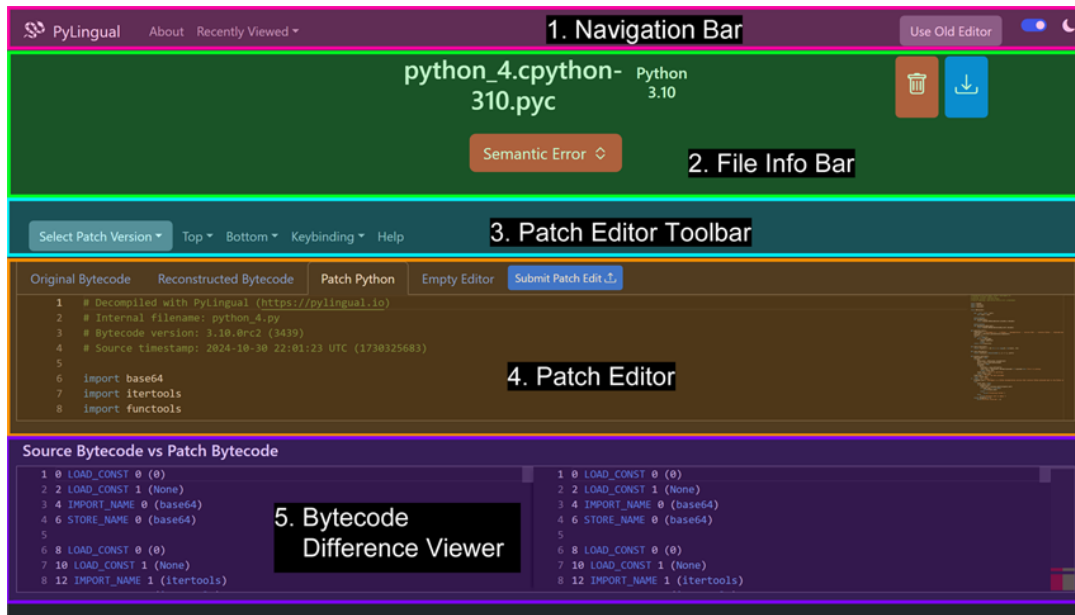 PyLingual About Recently Viewed 1. Navigation Bar Use Old Editor
python_4.cpython-
310.pyc
Python
3.10
Semantic Error
2. File Info Bar
Select Patch Version Top Bottom Keybinding Help 3. Patch Editor Toolbar
Original Bytecode Reconstructed Bytecode Patch Python Empty Editor Submit Patch Edit
1 # Decompiled with PyLingual (https://pylingual.io)
2 # Internal filename: python_4.py
3 # Bytecode version: 3.10.0rc2 (3439)
4 # Source timestamp: 2024-10-30 22:01:23 UTC (1730325683)
5
6 import base64
7 import itertools
8 import functools
4. Patch Editor
Source Bytecode vs Patch Bytecode
1 0 LOAD_CONST 0 (0)
2 2 LOAD_CONST 1 (None)
3 4 IMPORT_NAME 0 (base64)
4 6 STORE_NAME 0 (base64)
5
6 8 LOAD_CONST 0 (0)
7 10 LOAD_CONST 1 (None)
8 12 IMPORT_NAME 1 (itertools)
5. Bytecode
Difference Viewer
1 0 LOAD_CONST 0 (0)
2 2 LOAD_CONST 1 (None)
3 4 IMPORT_NAME 0 (base64)
4 6 STORE_NAME 0 (base64)
5
6 8 LOAD_CONST 0 (0)
7 10 LOAD_CONST 1 (None)
8 12 IMPORT_NAME 1 (itertools)